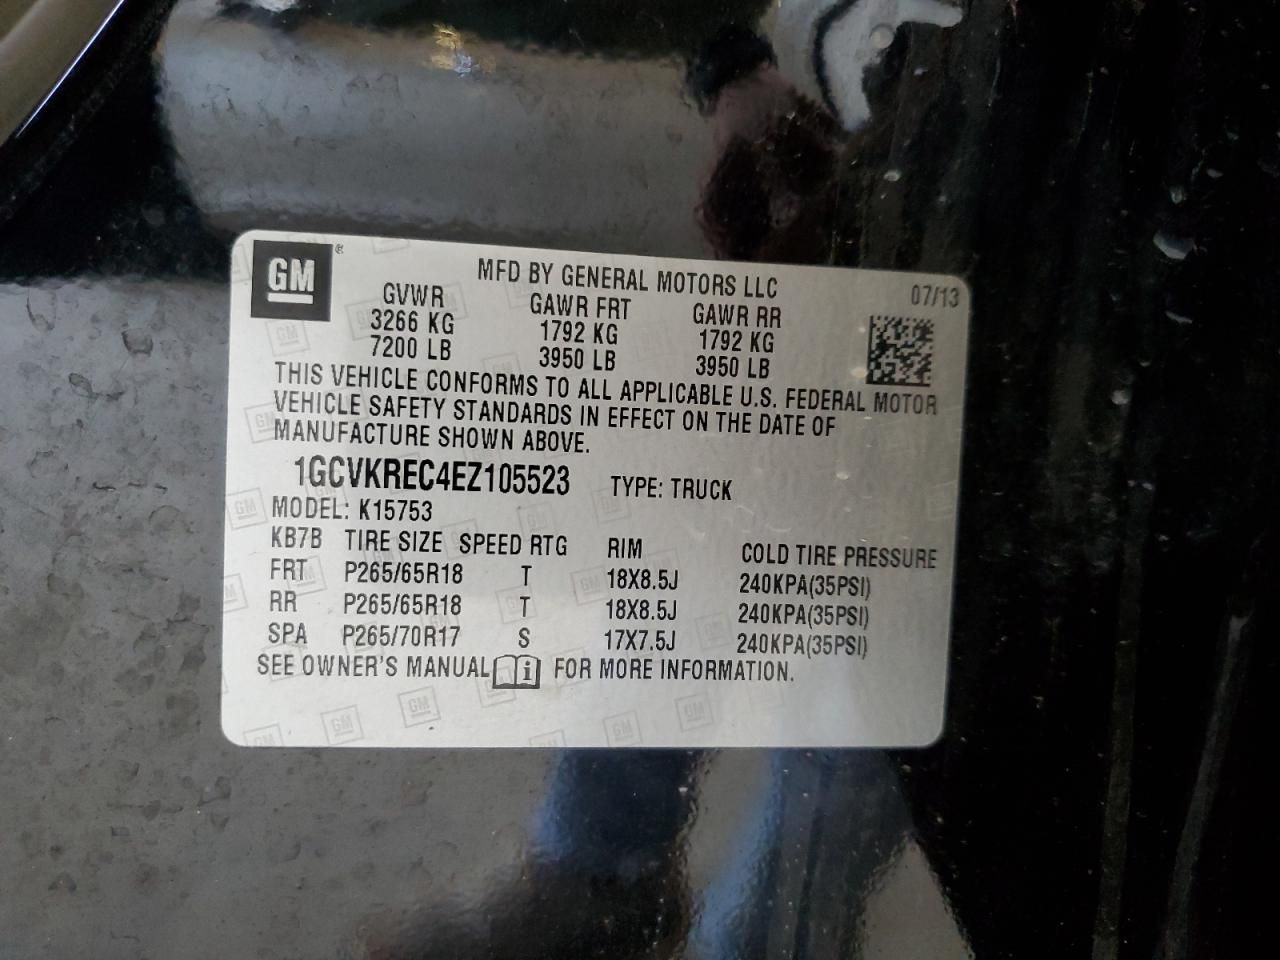 GM ®
MFD BY GENERAL MOTORS LLC 07/13
GVWR GAWR FRT GAWR RR
3266 KG 1792 KG 1792 KG
7200 LB 3950 LB 3950 LB
THIS VEHICLE CONFORMS TO ALL APPLICABLE U.S. FEDERAL MOTOR
VEHICLE SAFETY STANDARDS IN EFFECT ON THE DATE OF
MANUFACTURE SHOWN ABOVE.
1GCVKREC4EZ105523 TYPE: TRUCK
MODEL: K15753
KB7B TIRE SIZE SPEED RTG RIM COLD TIRE PRESSURE
FRT P265/65R18 T 18X8.5J 240KPA(35PSI)
RR P265/65R18 T 18X8.5J 240KPA(35PSI)
SPA P265/70R17 S 17X7.5J 240KPA(35PSI)
SEE OWNER'S MANUAL i FOR MORE INFORMATION.